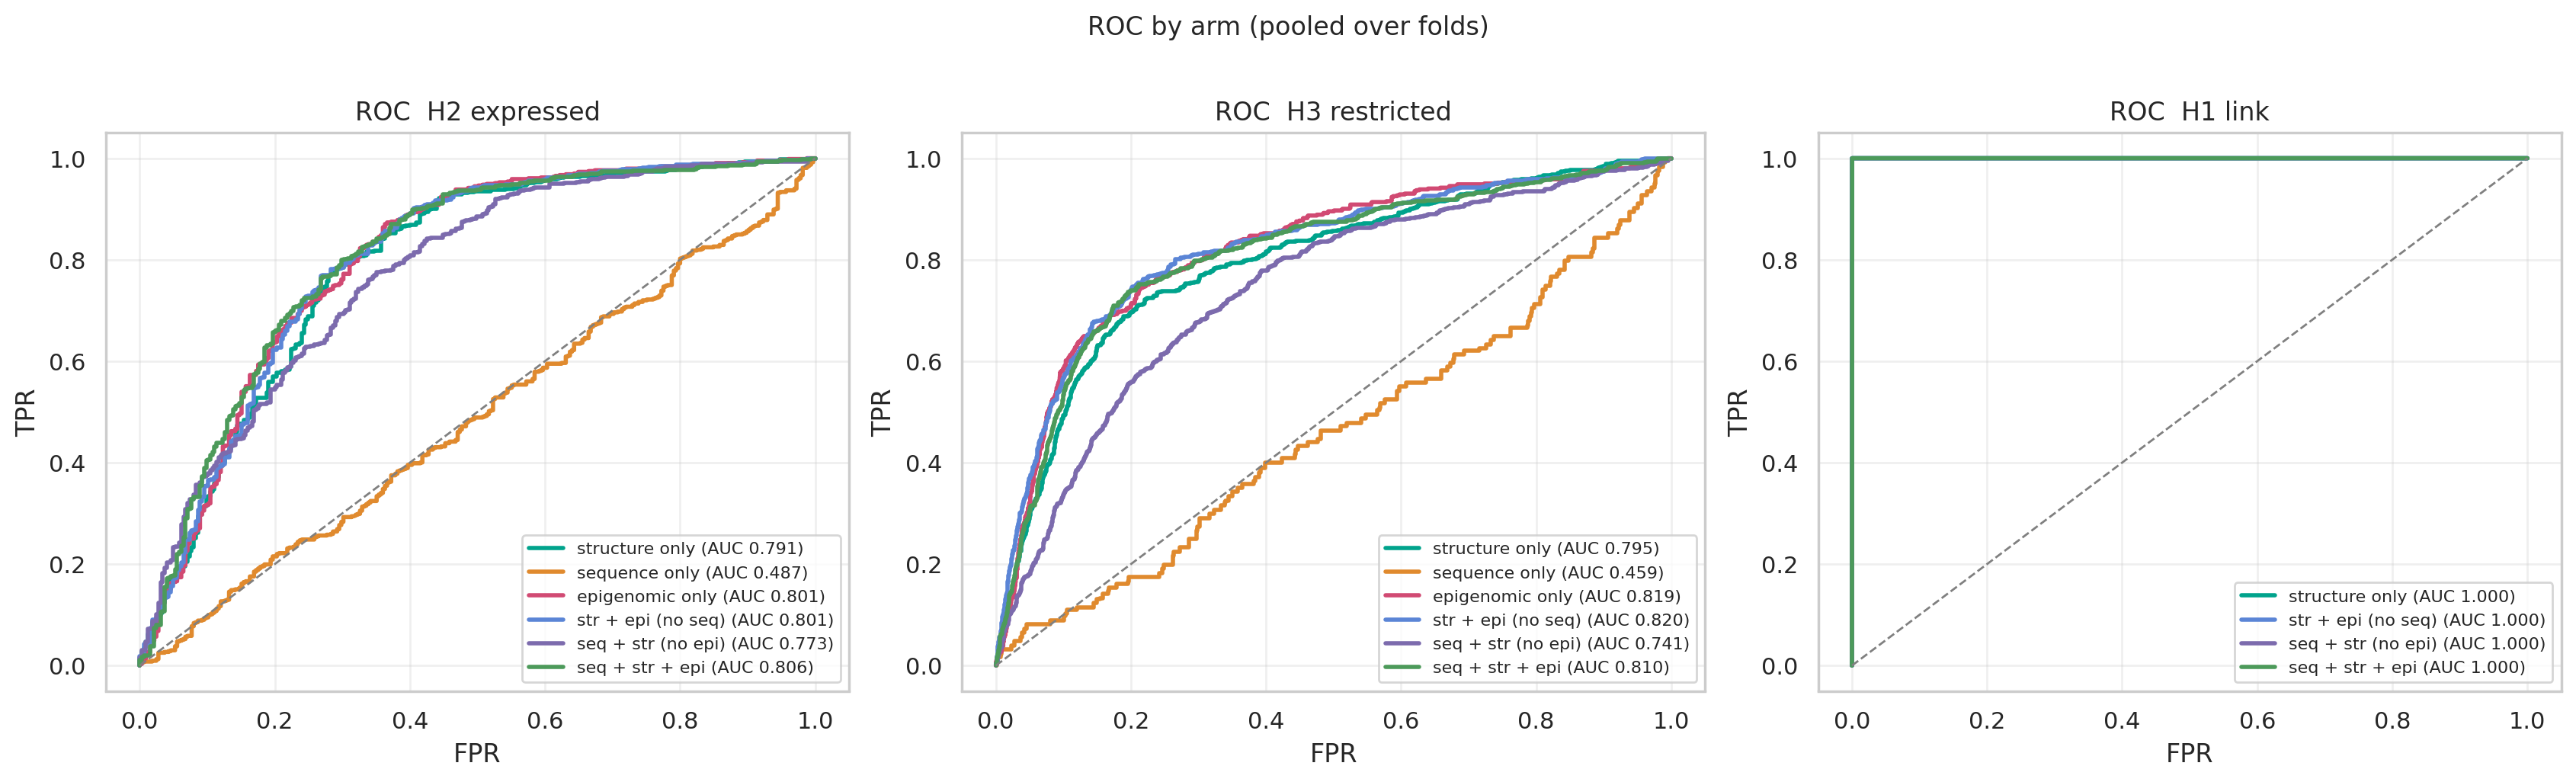 ROC by arm (pooled over folds)
ROC  H2 expressed
TPR
1.0
0.8
0.6
0.4
0.2
0.0
0.0 0.2 0.4 0.6 0.8 1.0
FPR
structure only (AUC 0.791)
sequence only (AUC 0.487)
epigenomic only (AUC 0.801)
str + epi (no seq) (AUC 0.801)
seq + str (no epi) (AUC 0.773)
seq + str + epi (AUC 0.806)
ROC  H3 restricted
TPR
1.0
0.8
0.6
0.4
0.2
0.0
0.0 0.2 0.4 0.6 0.8 1.0
FPR
structure only (AUC 0.795)
sequence only (AUC 0.459)
epigenomic only (AUC 0.819)
str + epi (no seq) (AUC 0.820)
seq + str (no epi) (AUC 0.741)
seq + str + epi (AUC 0.810)
ROC  H1 link
TPR
1.0
0.8
0.6
0.4
0.2
0.0
0.0 0.2 0.4 0.6 0.8 1.0
FPR
structure only (AUC 1.000)
str + epi (no seq) (AUC 1.000)
seq + str (no epi) (AUC 1.000)
seq + str + epi (AUC 1.000)